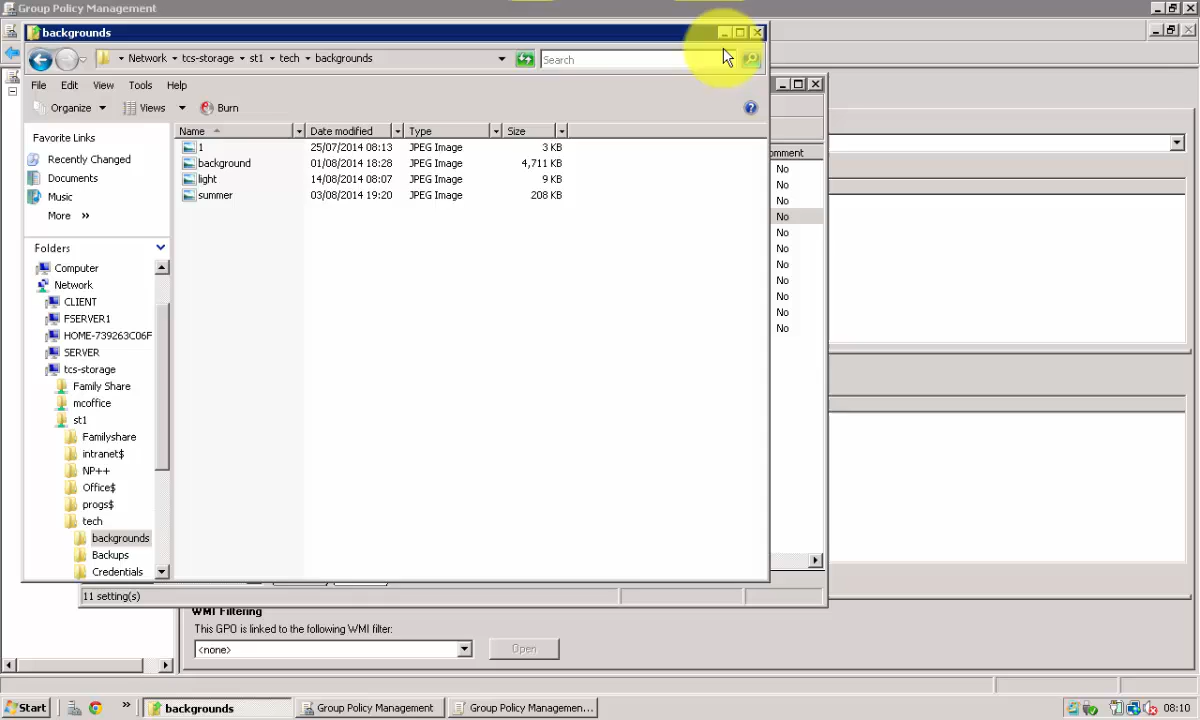 Group Policy Management
backgrounds
Network tcs-storage st1 tech backgrounds
Search
File Edit View Tools Help
Organize Views Burn
Favorite Links
Recently Changed
Documents
Music
More »
Folders
Computer
Network
CLIENT
FSERVER1
HOME-739263C06F
SERVER
tcs-storage
Family Share
mcoffice
st1
Familyshare
intranet$
NP++
Office$
progs$
tech
backgrounds
Backups
Credentials
Name Date modified Type Size
1 25/07/2014 08:13 JPEG Image 3 KB
background 01/08/2014 18:28 JPEG Image 4,711 KB
light 14/08/2014 08:07 JPEG Image 9 KB
summer 03/08/2014 19:20 JPEG Image 208 KB
No
No
No
No
No
No
No
No
No
No
No
11 setting(s)
WMI Filtering
This GPO is linked to the following WMI filter:
<none>
Open
Start » backgrounds Group Policy Management Group Policy Managemen... 08:10